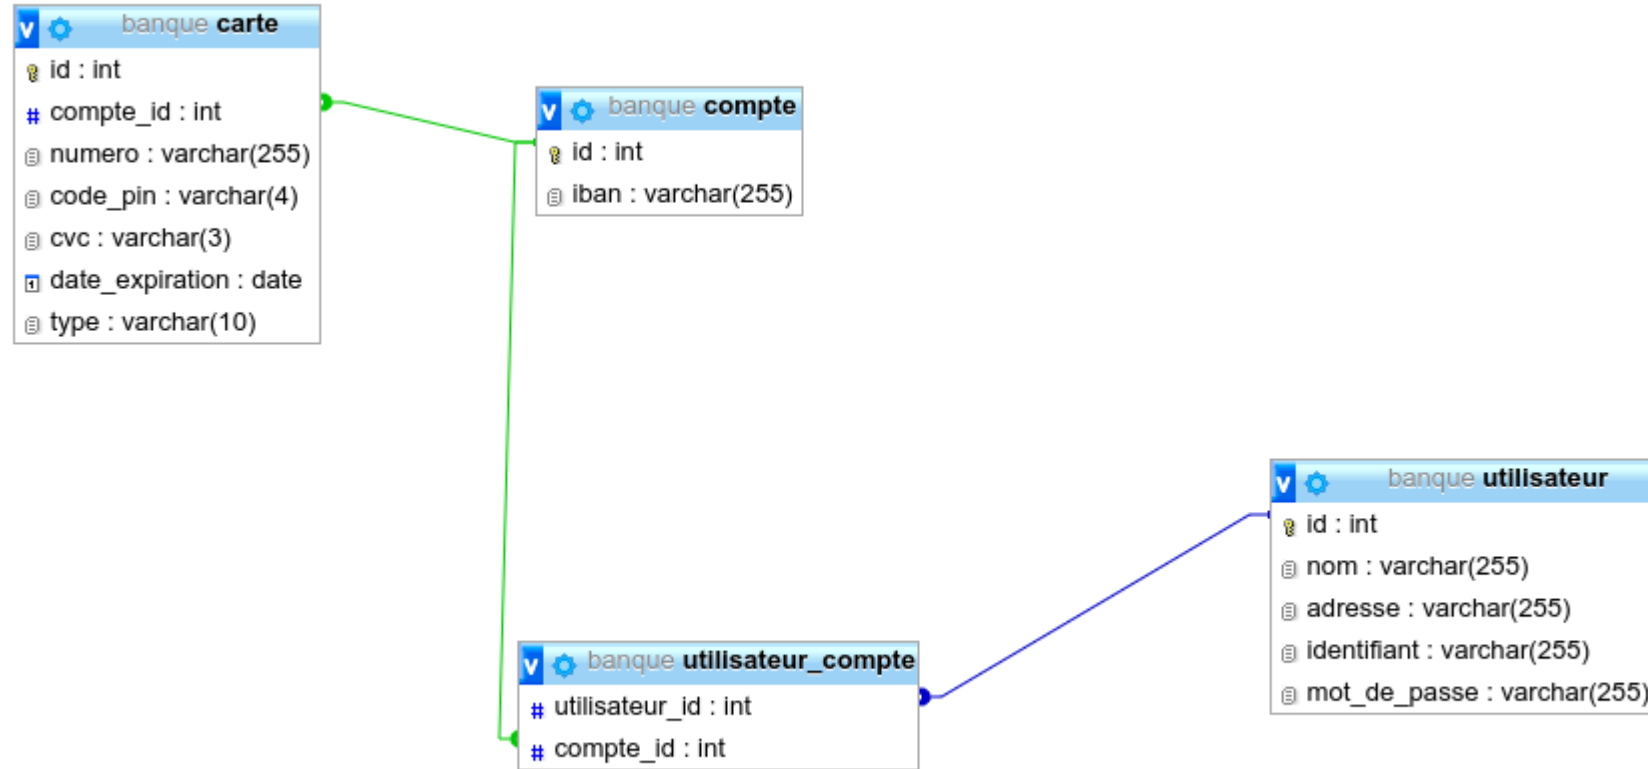 v banque carte
id : int
# compte_id : int
numero : varchar(255)
code_pin : varchar(4)
cvc : varchar(3)
date_expiration : date
type : varchar(10)
v banque compte
id : int
iban : varchar(255)
v banque utilisateur
id : int
nom : varchar(255)
adresse : varchar(255)
identifiant : varchar(255)
mot_de_passe : varchar(255)
v banque utilisateur_compte
# utilisateur_id : int
# compte_id : int